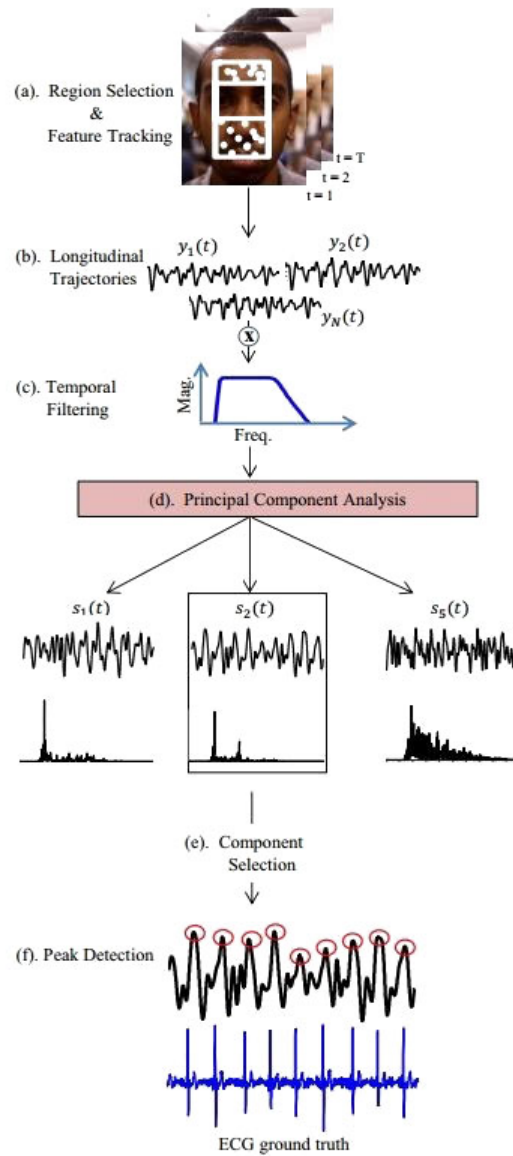 (a). Region Selection
&
Feature Tracking
t = T
t = 2
t = 1
(b). Longitudinal
Trajectories
y₁(t)
y₂(t)
y_N(t)
x
(c). Temporal
Filtering
Mag.
Freq.
(d). Principal Component Analysis
s₁(t)
s₂(t)
s₅(t)
(e). Component
Selection
(f). Peak Detection
ECG ground truth